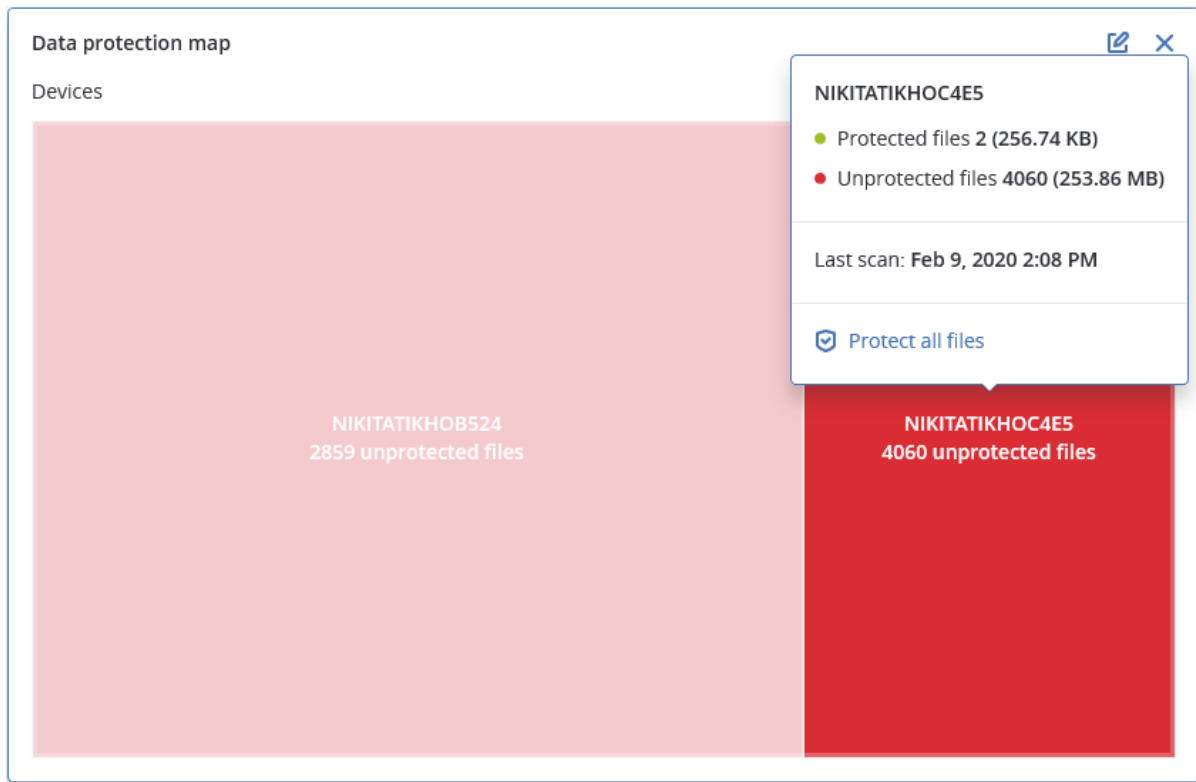 Data protection map
Devices
NIKITATIKHOC4E5
Protected files 2 (256.74 KB)
Unprotected files 4060 (253.86 MB)
Last scan: Feb 9, 2020 2:08 PM
Protect all files
NIKITATIKHOB524
2859 unprotected files
NIKITATIKHOC4E5
4060 unprotected files